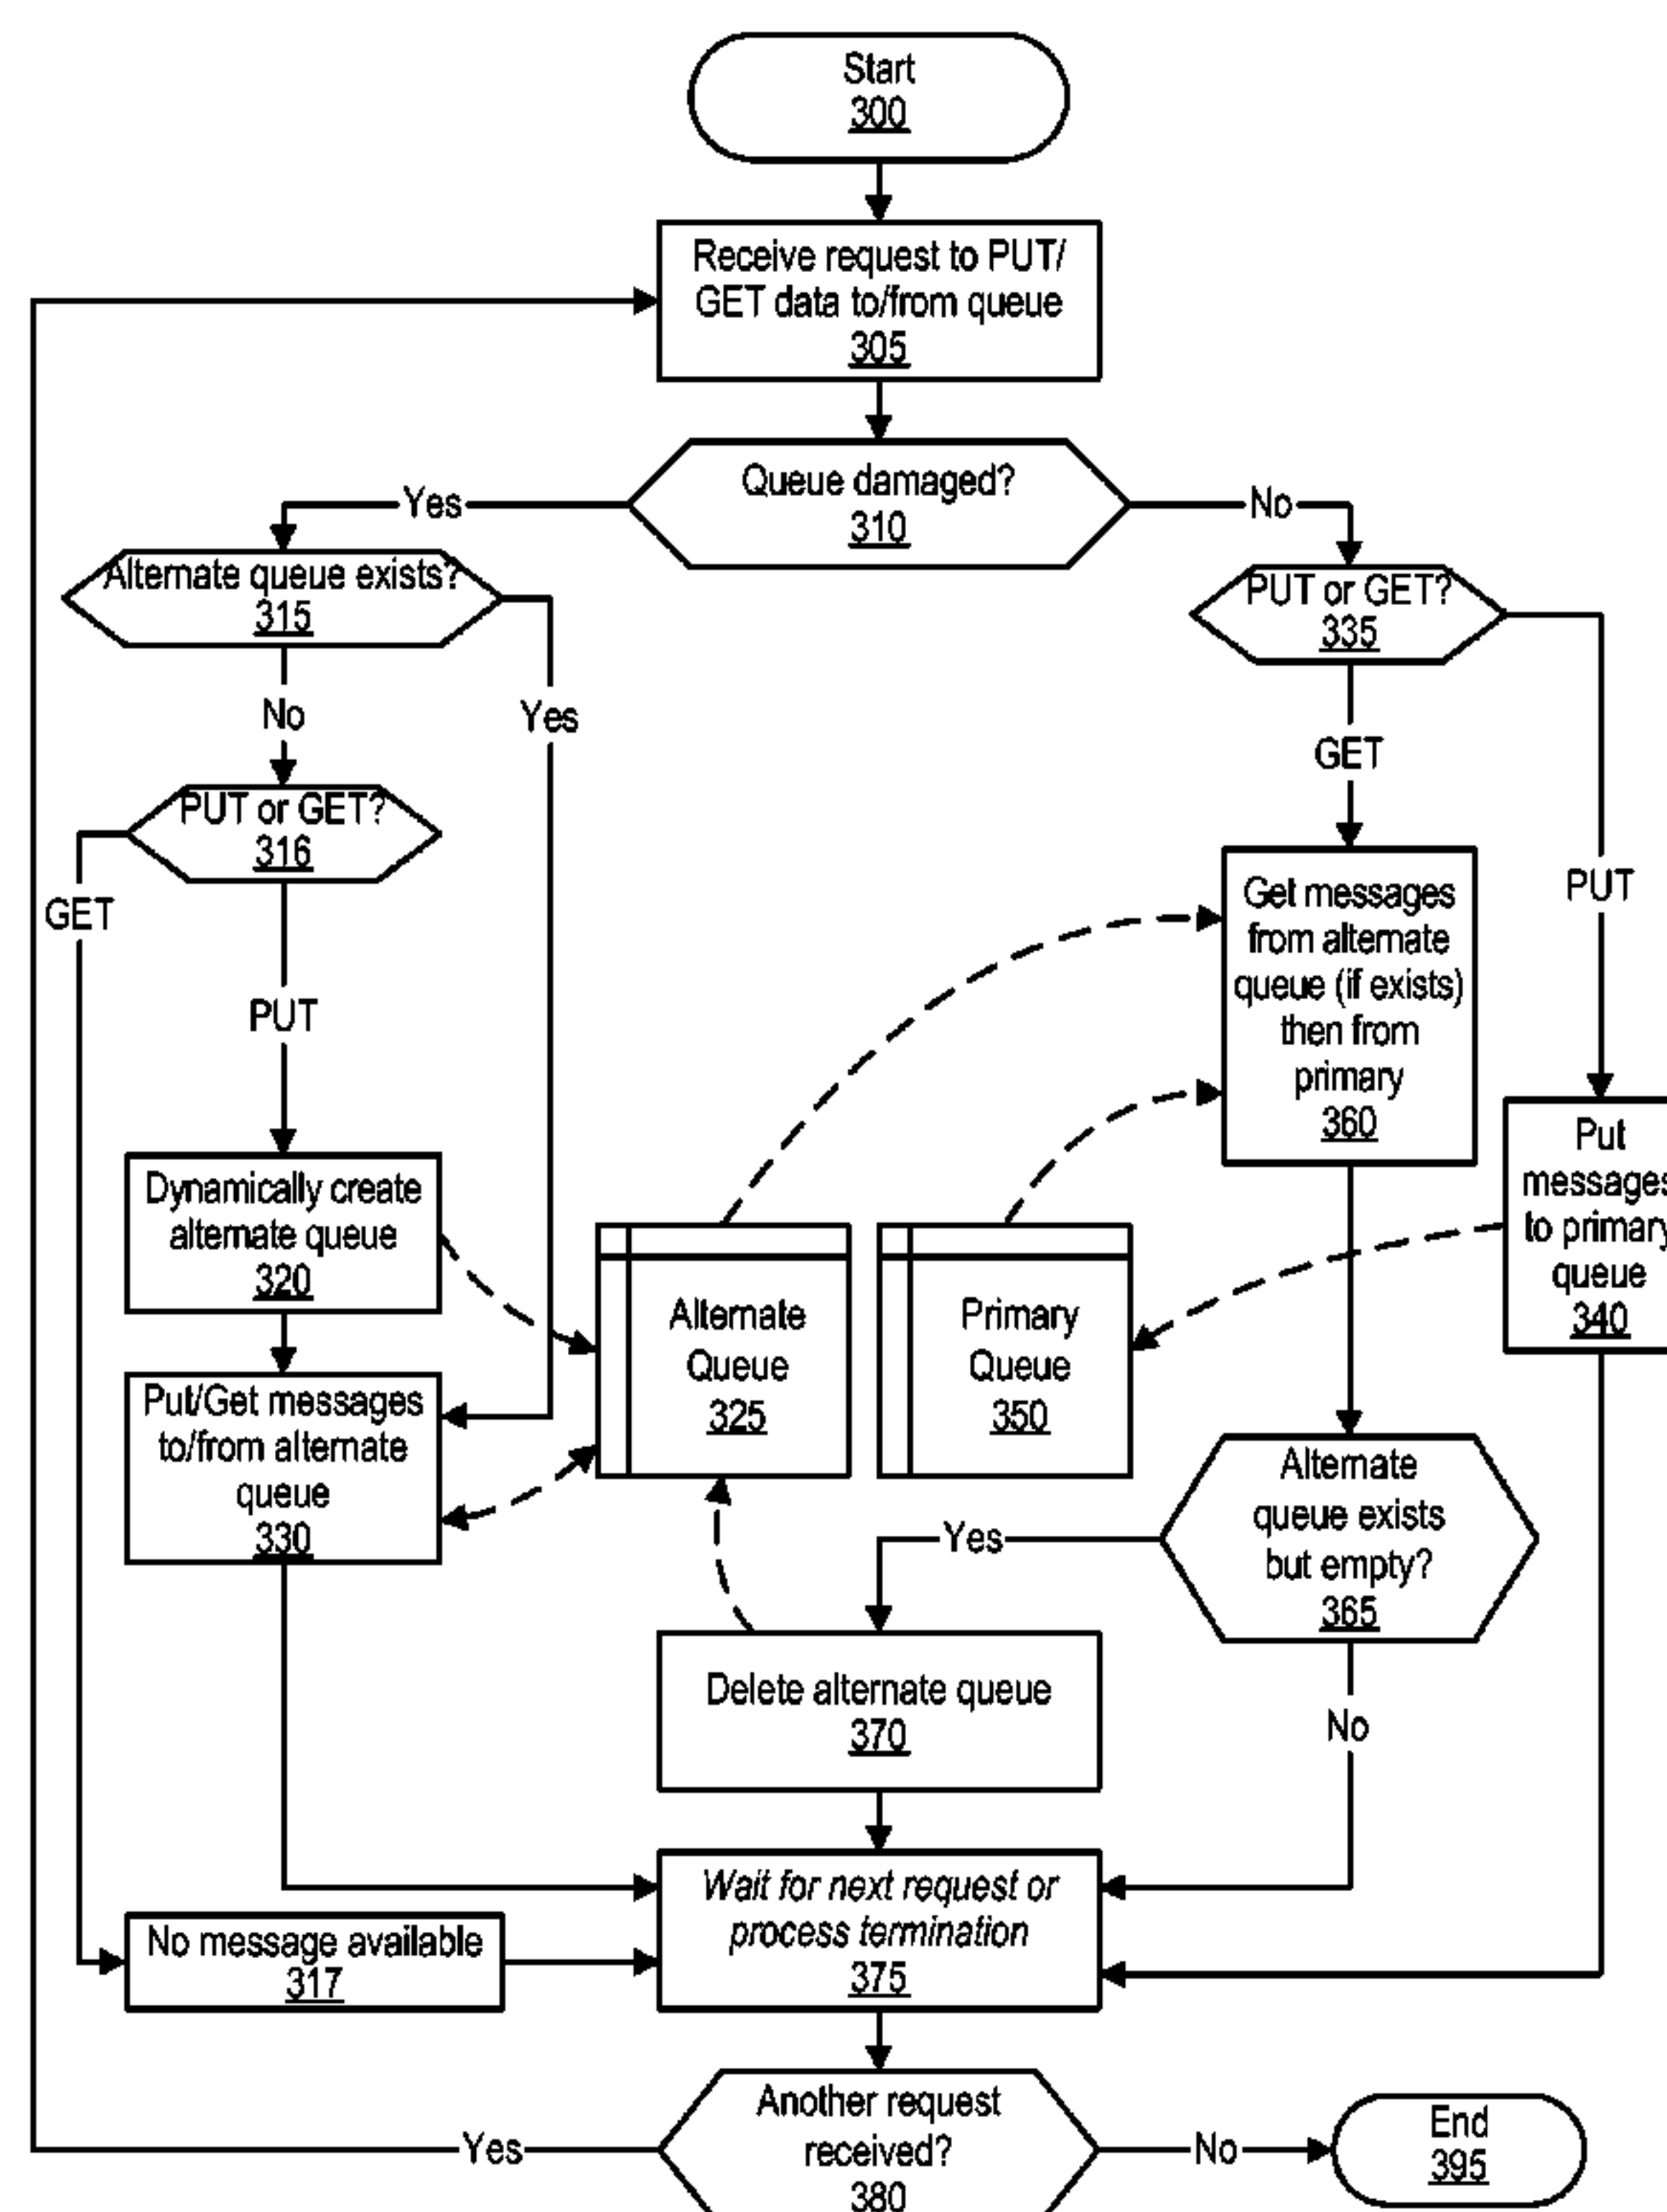 Start
300
Receive request to PUT/
GET data to/from queue
305
Queue damaged?
310
Yes
No
Alternate queue exists?
315
PUT or GET?
335
No
Yes
GET
PUT or GET?
316
GET
PUT
PUT
Get messages
from alternate
queue (if exists)
then from
primary
360
Put
messages
to primary
queue
340
Dynamically create
alternate queue
320
Alternate
Queue
325
Primary
Queue
350
Put/Get messages
to/from alternate
queue
330
Alternate
queue exists
but empty?
365
Yes
Delete alternate queue
370
No
Wait for next request or
process termination
375
No message available
317
Another request
received?
380
Yes
No
End
395